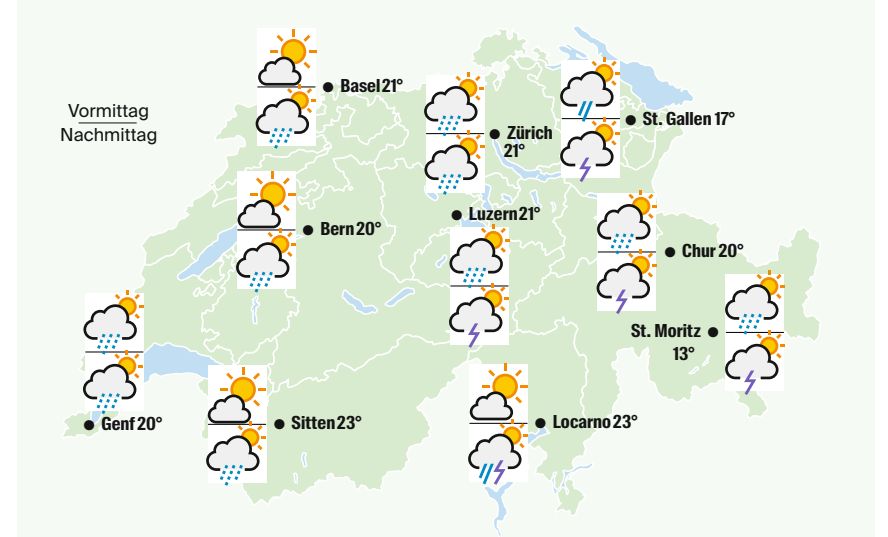 Vormittag
Nachmittag
Basel 21°
Zürich
21°
St. Gallen 17°
Bern 20°
Luzern 21°
Chur 20°
St. Moritz
13°
Genf 20°
Sitten 23°
Locarno 23°